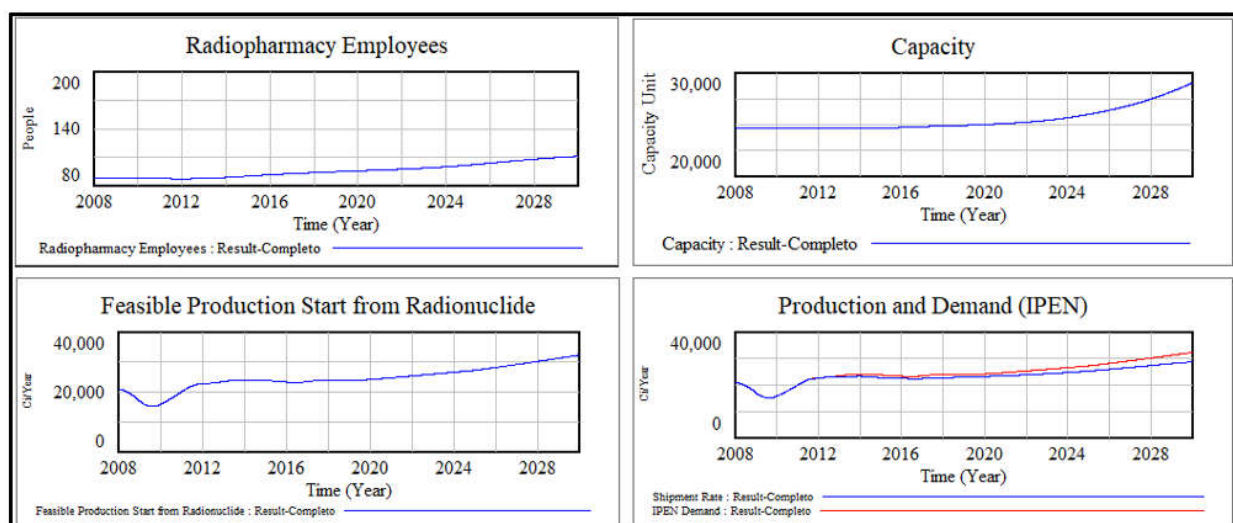 Radiopharmacy Employees
200
140
80
People
2008 2012 2016 2020 2024 2028
Time (Year)
Radiopharmacy Employees : Result-Completo
Capacity
30,000
20,000
Capacity Unit
2008 2012 2016 2020 2024 2028
Time (Year)
Capacity : Result-Completo
Feasible Production Start from Radionuclide
40,000
20,000
0
Ci/Year
2008 2012 2016 2020 2024 2028
Time (Year)
Feasible Production Start from Radionuclide : Result-Completo
Production and Demand (IPEN)
40,000
20,000
0
Ci/Year
2008 2012 2016 2020 2024 2028
Time (Year)
Shipment Rate : Result-Completo
IPEN Demand : Result-Completo